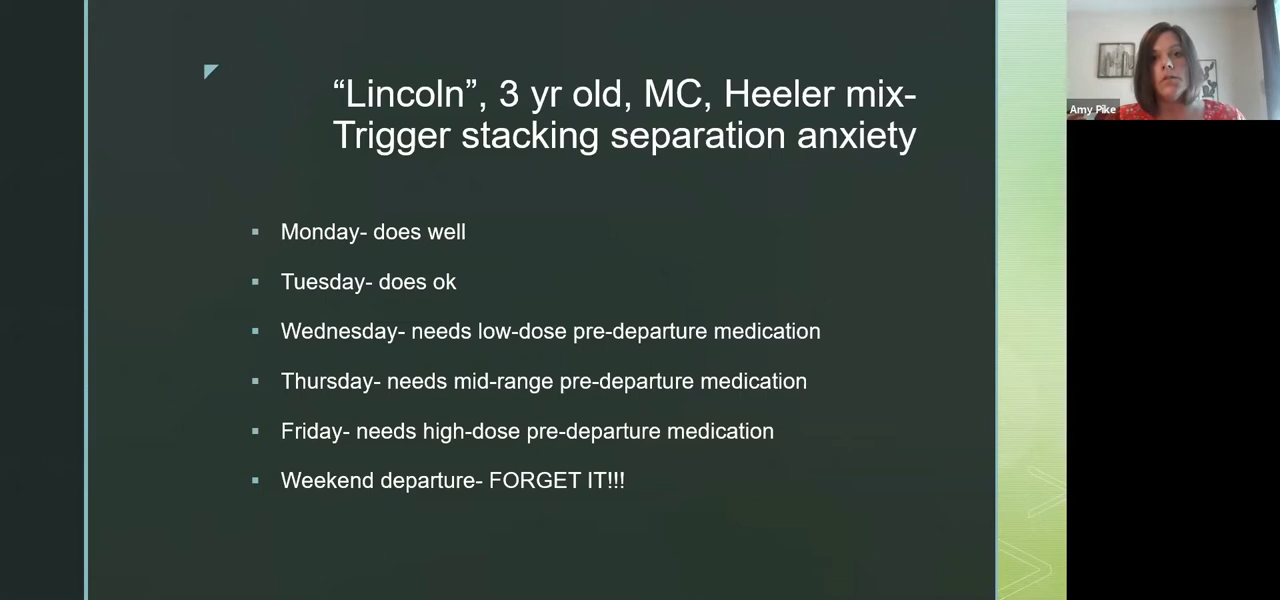 “Lincoln”, 3 yr old, MC, Heeler mix-
Trigger stacking separation anxiety
▪ Monday- does well
▪ Tuesday- does ok
▪ Wednesday- needs low-dose pre-departure medication
▪ Thursday- needs mid-range pre-departure medication
▪ Friday- needs high-dose pre-departure medication
▪ Weekend departure- FORGET IT!!!
Amy Pike